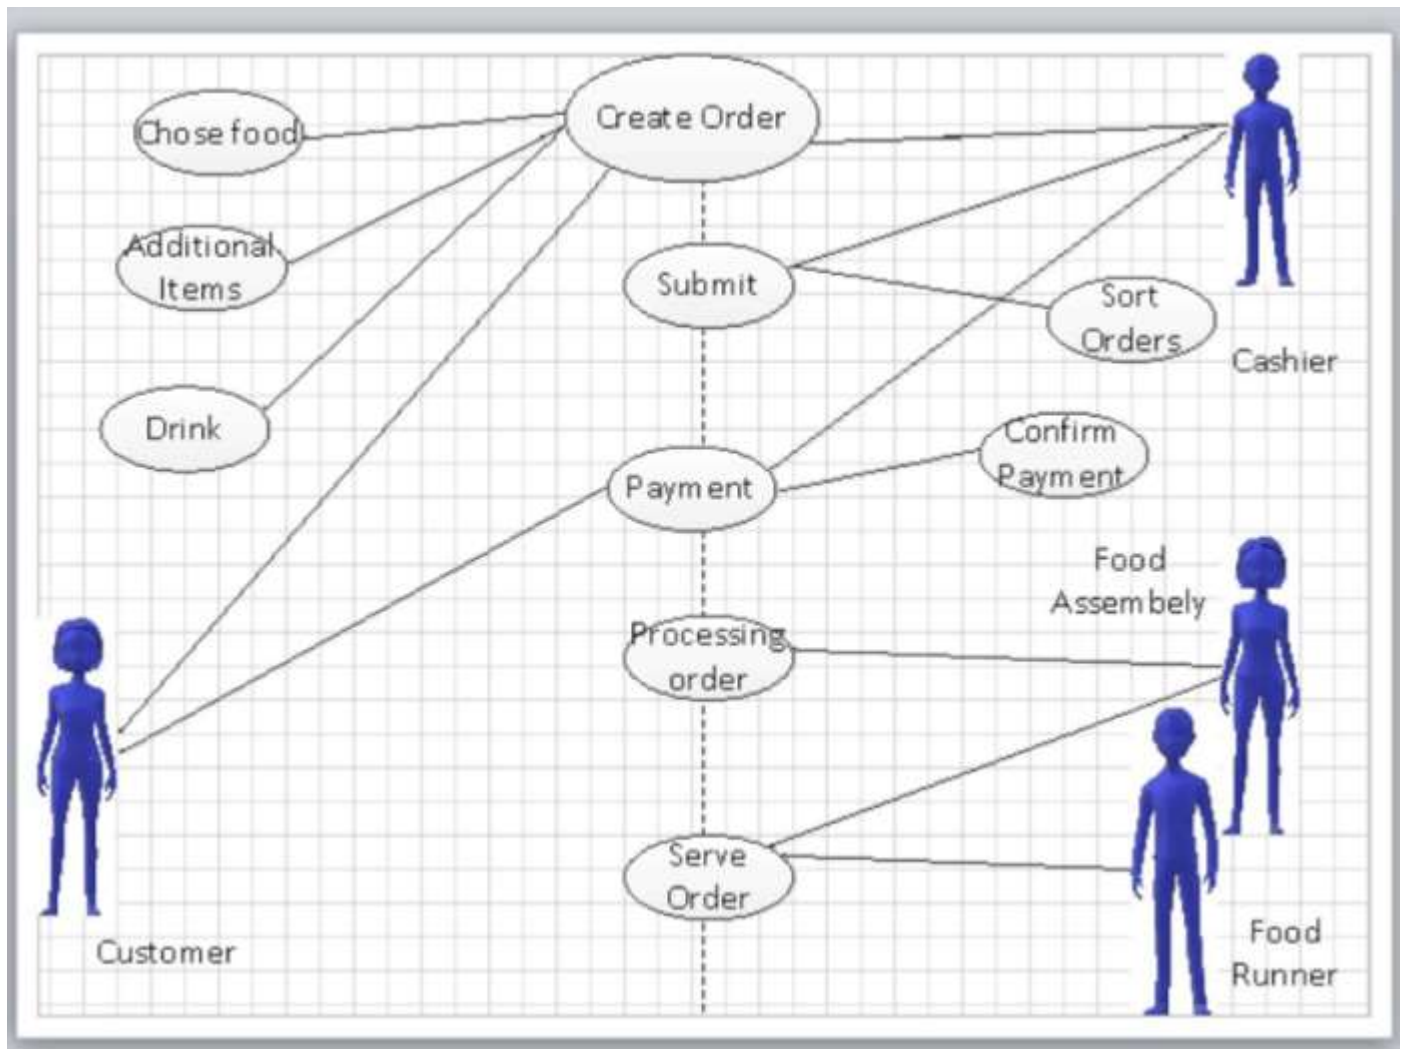 Create Order
Chose food
Additional
Items
Submit
Sort
Orders
Cashier
Drink
Confirm
Payment
Payment
Food
Assembely
Processing
order
Serve
Order
Customer
Food
Runner